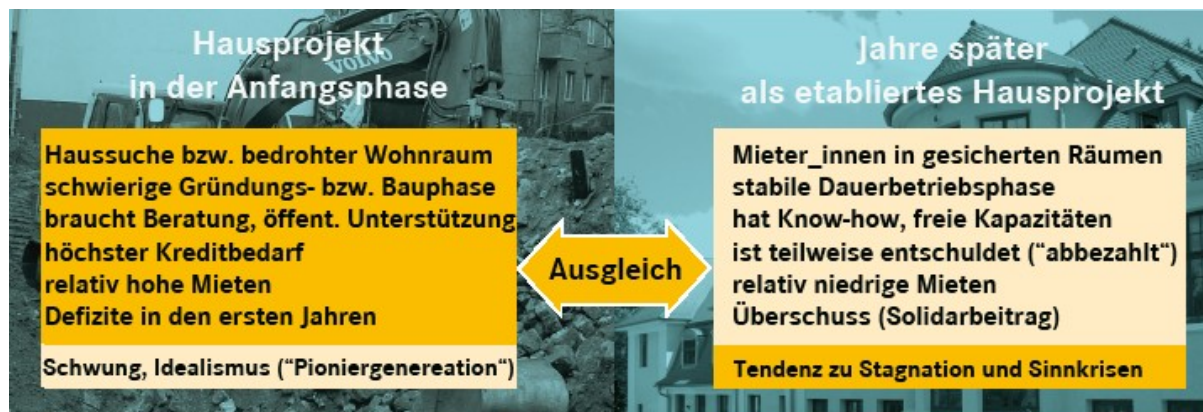 Hausprojekt
in der Anfangsphase
VOLVO
Haussuche bzw. bedrohter Wohnraum
schwierige Gründungs- bzw. Bauphase
braucht Beratung, öffent. Unterstützung
höchster Kreditbedarf
relativ hohe Mieten
Defizite in den ersten Jahren
Schwung, Idealismus (“Pioniergenereation“)
Ausgleich
Jahre später
als etabliertes Hausprojekt
Mieter_innen in gesicherten Räumen
stabile Dauerbetriebsphase
hat Know-how, freie Kapazitäten
ist teilweise entschuldet (“abbezahlt“)
relativ niedrige Mieten
Überschuss (Solidarbeitrag)
Tendenz zu Stagnation und Sinnkrisen